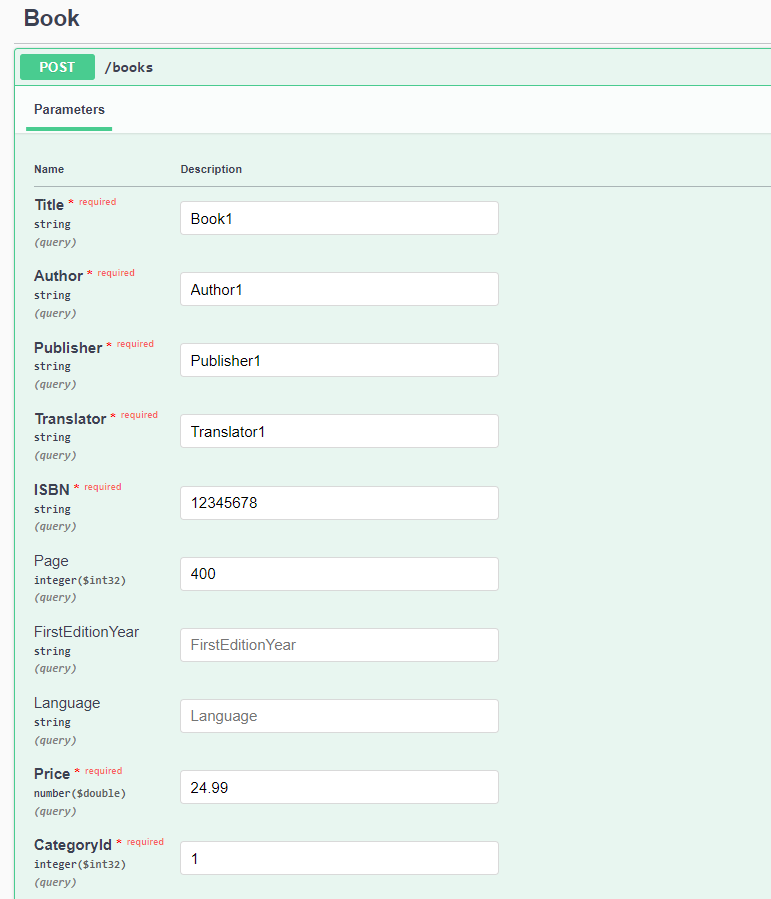 Book
POST /books
Parameters
Name Description
Title * required
string
(query)
Book1
Author * required
string
(query)
Author1
Publisher * required
string
(query)
Publisher1
Translator * required
string
(query)
Translator1
ISBN * required
string
(query)
12345678
Page
integer($int32)
(query)
400
FirstEditionYear
string
(query)
FirstEditionYear
Language
string
(query)
Language
Price * required
number($double)
(query)
24.99
CategoryId * required
integer($int32)
(query)
1